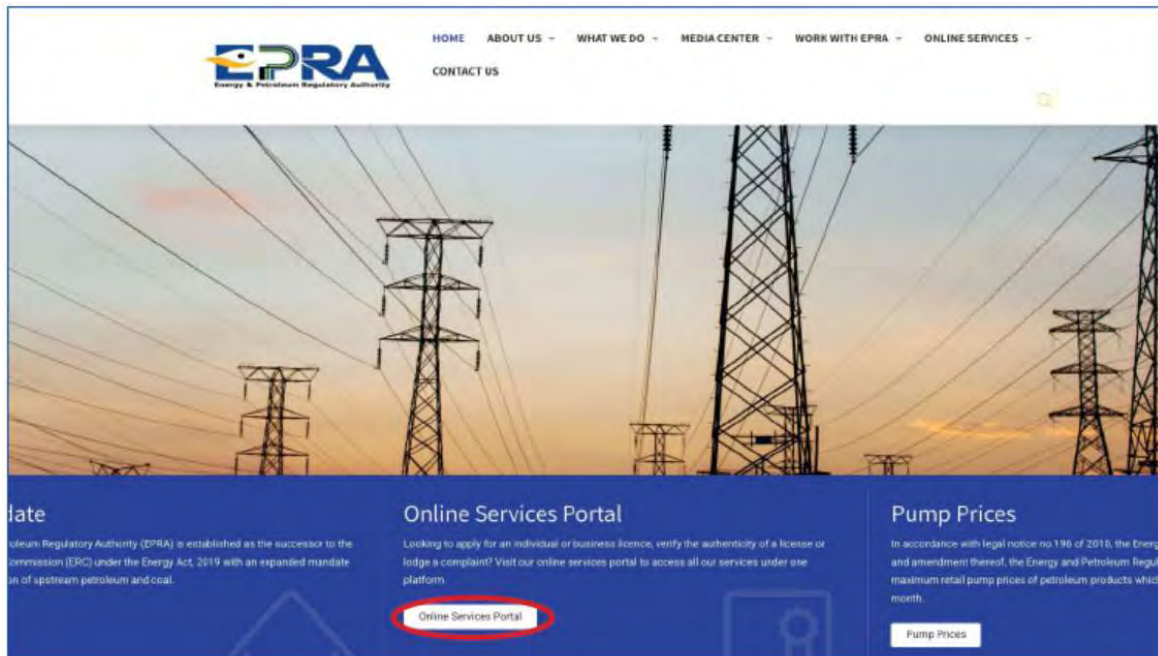 EPRA
Energy & Petroleum Regulatory Authority
HOME ABOUT US WHAT WE DO MEDIA CENTER WORK WITH EPRA ONLINE SERVICES
CONTACT US
date
oleum Regulatory Authority (EPRA) is established as the successor to the
ommission (ERC) under the Energy Act, 2019 with an expanded mandate
on of upstream petroleum and coal.
Online Services Portal
Looking to apply for an individual or business licence, verify the authenticity of a license or
lodge a complaint? Visit our online services portal to access all our services under one
platform
Online Services Portal
Pump Prices
In accordance with legal notice no.196 of 2010, the Energ
and amendment thereof, the Energy and Petroleum Regul
maximum retail pump prices of petroleum products which
month.
Pump Prices